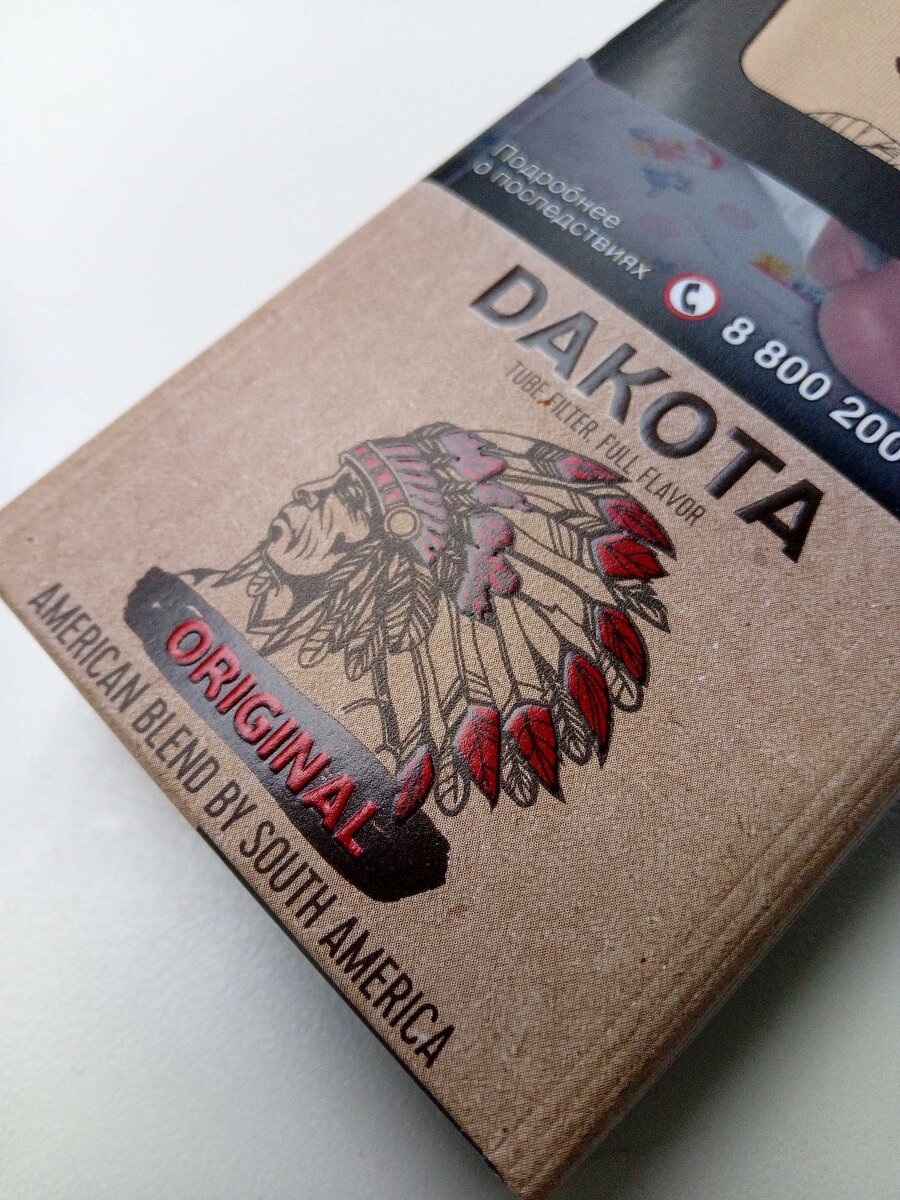 Подробнее
о последствиях
8 800 200
DAKOTA
TUBE FILTER. FULL FLAVOR
ORIGINAL
AMERICAN BLEND BY SOUTH AMERICA